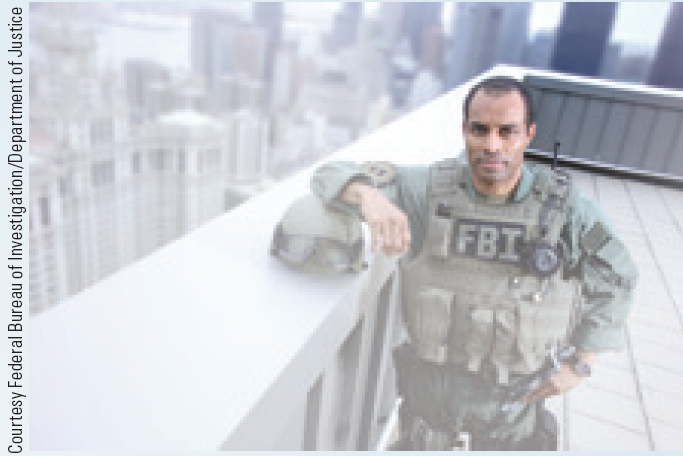 Courtesy Federal Bureau of Investigation/Department of Justice
FBI